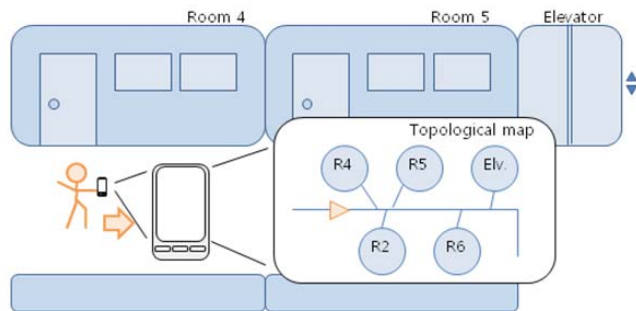 Room 4
Room 5
Elevator
Topological map
R4
R5
Elv.
R2
R6